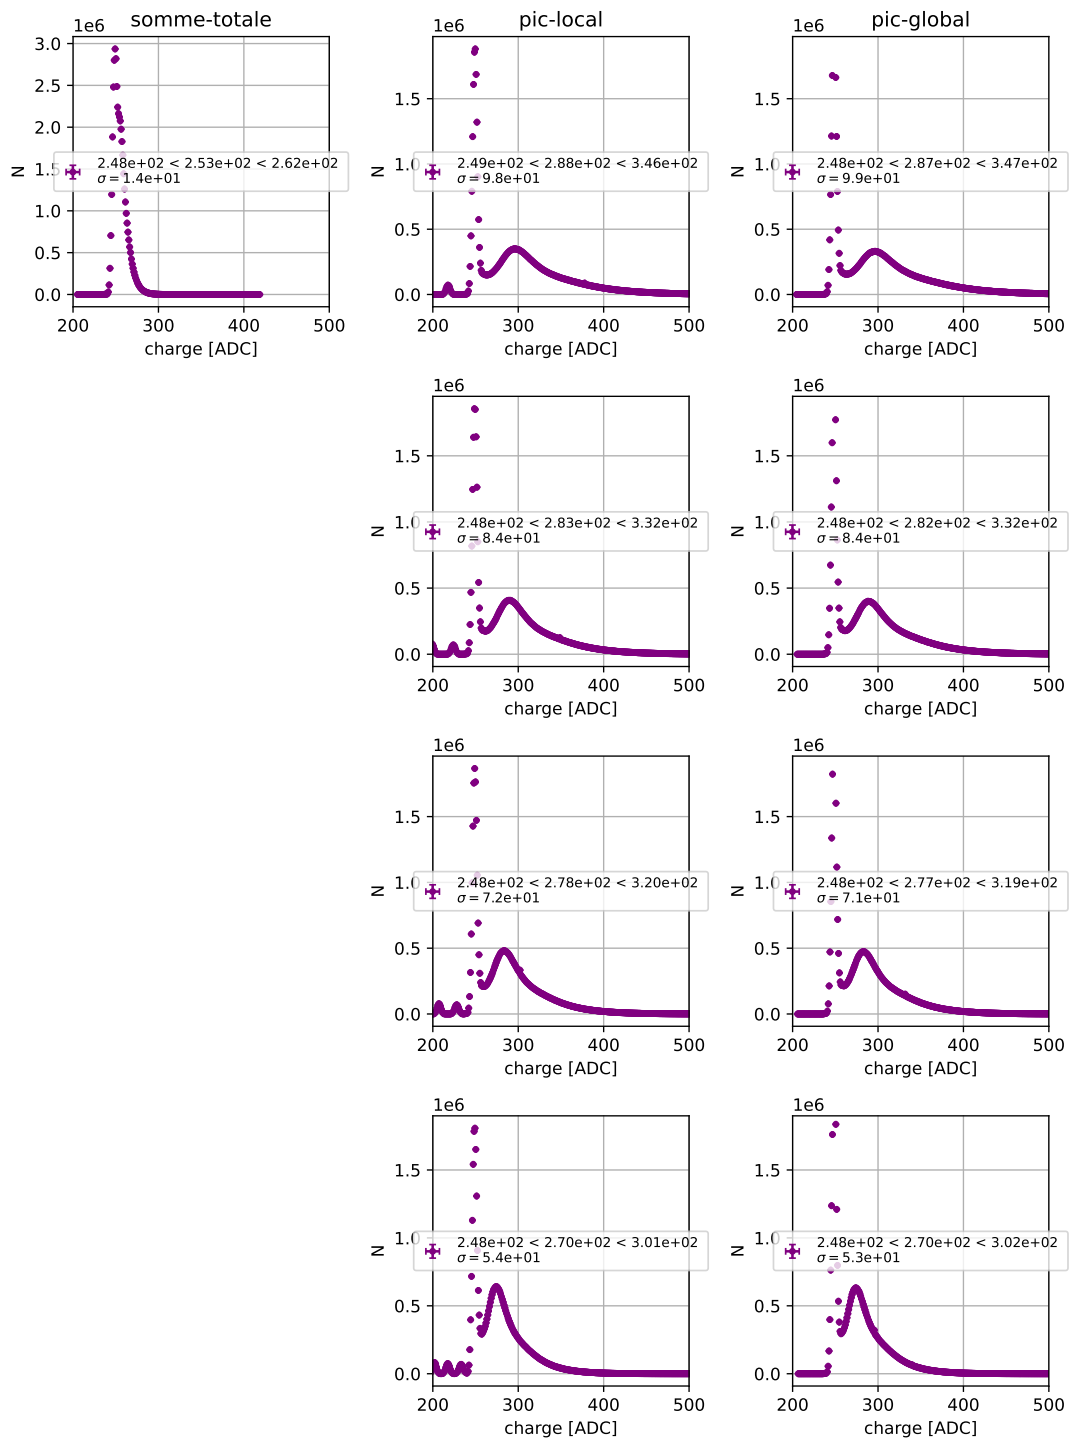 somme-totale
1e6
3.0
2.5
2.0
1.5
1.0
0.5
0.0
N
2.48e+02 < 2.53e+02 < 2.62e+02
σ = 1.4e+01
200 300 400 500
charge [ADC]
pic-local
1e6
1.5
1.0
0.5
0.0
N
2.49e+02 < 2.88e+02 < 3.46e+02
σ = 9.8e+01
200 300 400 500
charge [ADC]
pic-global
1e6
1.5
1.0
0.5
0.0
N
2.48e+02 < 2.87e+02 < 3.47e+02
σ = 9.9e+01
200 300 400 500
charge [ADC]
1e6
1.5
1.0
0.5
0.0
N
2.48e+02 < 2.83e+02 < 3.32e+02
σ = 8.4e+01
200 300 400 500
charge [ADC]
1e6
1.5
1.0
0.5
0.0
N
2.48e+02 < 2.82e+02 < 3.32e+02
σ = 8.4e+01
200 300 400 500
charge [ADC]
1e6
1.5
1.0
0.5
0.0
N
2.48e+02 < 2.78e+02 < 3.20e+02
σ = 7.2e+01
200 300 400 500
charge [ADC]
1e6
1.5
1.0
0.5
0.0
N
2.48e+02 < 2.77e+02 < 3.19e+02
σ = 7.1e+01
200 300 400 500
charge [ADC]
1e6
1.5
1.0
0.5
0.0
N
2.48e+02 < 2.70e+02 < 3.01e+02
σ = 5.4e+01
200 300 400 500
charge [ADC]
1e6
1.5
1.0
0.5
0.0
N
2.48e+02 < 2.70e+02 < 3.02e+02
σ = 5.3e+01
200 300 400 500
charge [ADC]